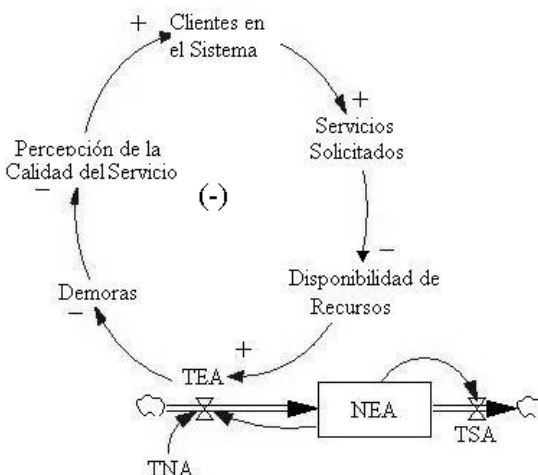 +
Clientes en
el Sistema
+
Servicios
Solicitados
Percepción de la
Calidad del Servicio
−
(-)
−
Disponibilidad de
Recursos
Demoras
−
+
TEA
NEA
TSA
TNA